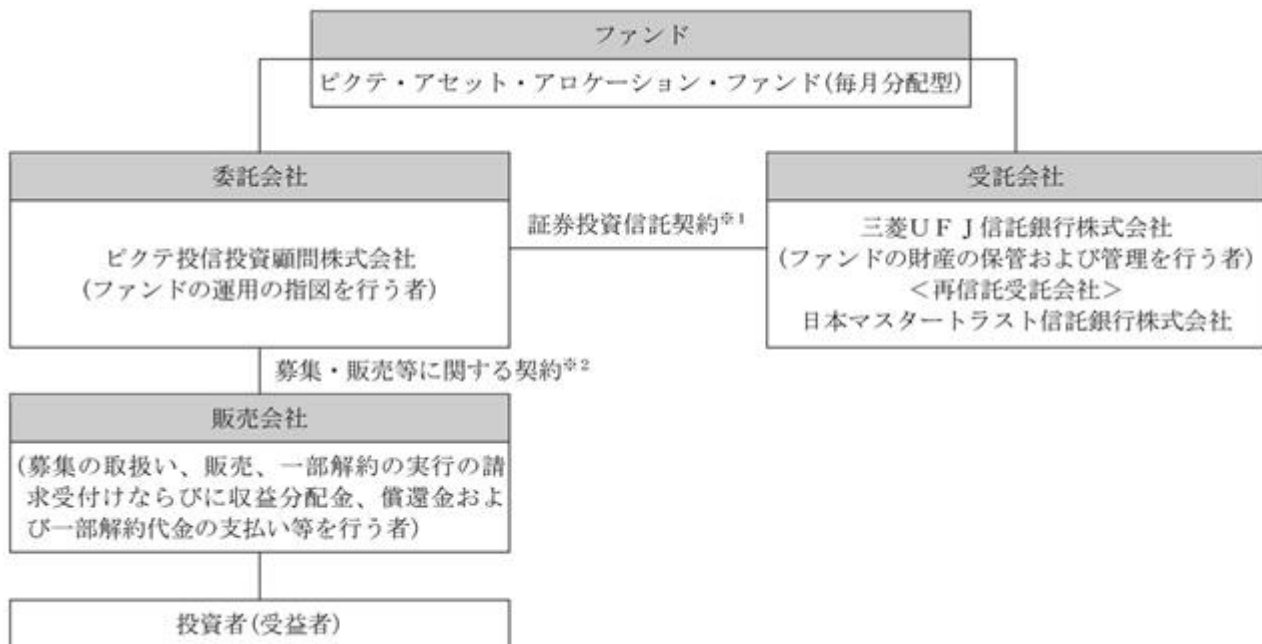 ファンド
ピクテ・アセット・アロケーション・ファンド(毎月分配型)
委託会社
ピクテ投信投資顧問株式会社
(ファンドの運用の指図を行う者)
証券投資信託契約※1
受託会社
三菱UFJ信託銀行株式会社
(ファンドの財産の保管および管理を行う者)
<再信託受託会社>
日本マスタートラスト信託銀行株式会社
募集・販売等に関する契約※2
販売会社
(募集の取扱い、販売、一部解約の実行の請
求受付けならびに収益分配金、償還金およ
び一部解約代金の支払い等を行う者)
投資者(受益者)